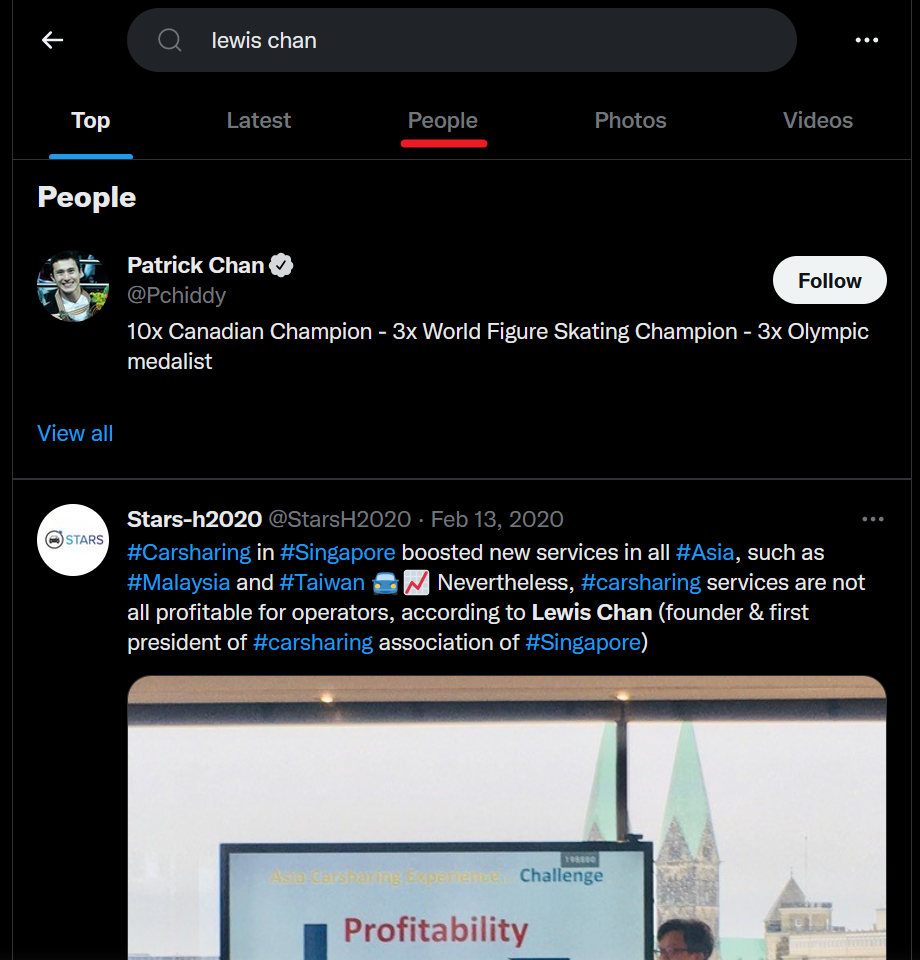 lewis chan
Top Latest People Photos Videos
People
Patrick Chan
@Pchiddy
Follow
10x Canadian Champion - 3x World Figure Skating Champion - 3x Olympic
medalist
View all
Stars-h2020 @StarsH2020 · Feb 13, 2020
STARS
#Carsharing in #Singapore boosted new services in all #Asia, such as
#Malaysia and #Taiwan 🚘📈 Nevertheless, #carsharing services are not
all profitable for operators, according to Lewis Chan (founder & first
president of #carsharing association of #Singapore)
Asia Carsharing Experience... Challenge
Profitability